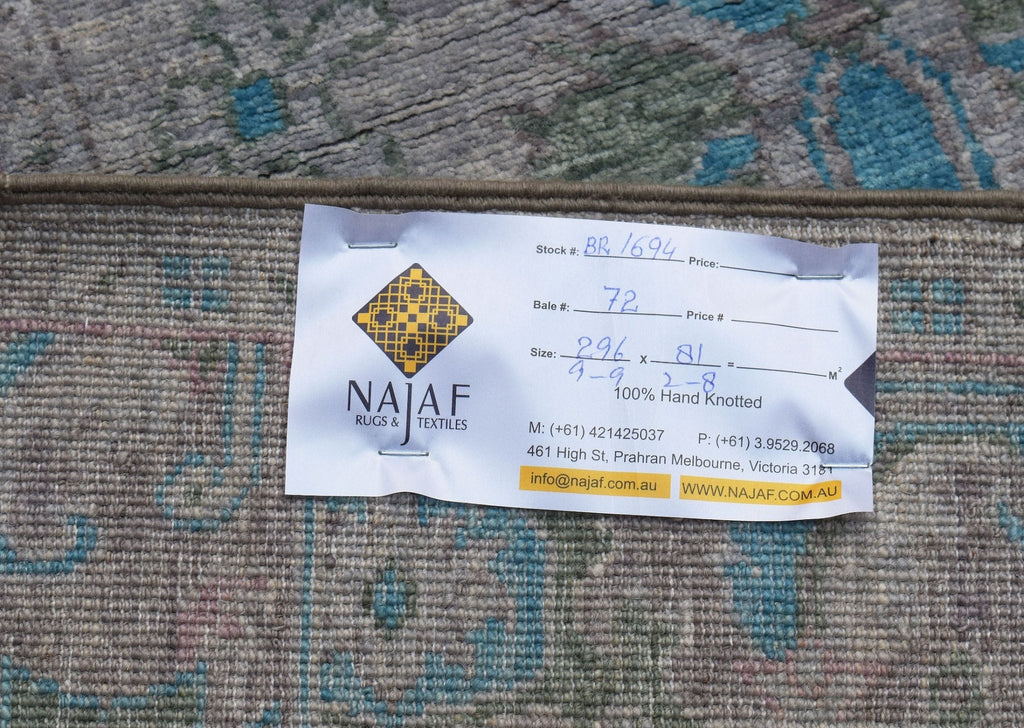 NAJAF
RUGS & TEXTILES
Stock #: BR 1694 Price:
Bale #: 72 Price #
Size: 296 x 81 = M²
9-9 2-8
100% Hand Knotted
M: (+61) 421425037 P: (+61) 3.9529.2068
461 High St, Prahran Melbourne, Victoria 3181
info@najaf.com.au WWW.NAJAF.COM.AU